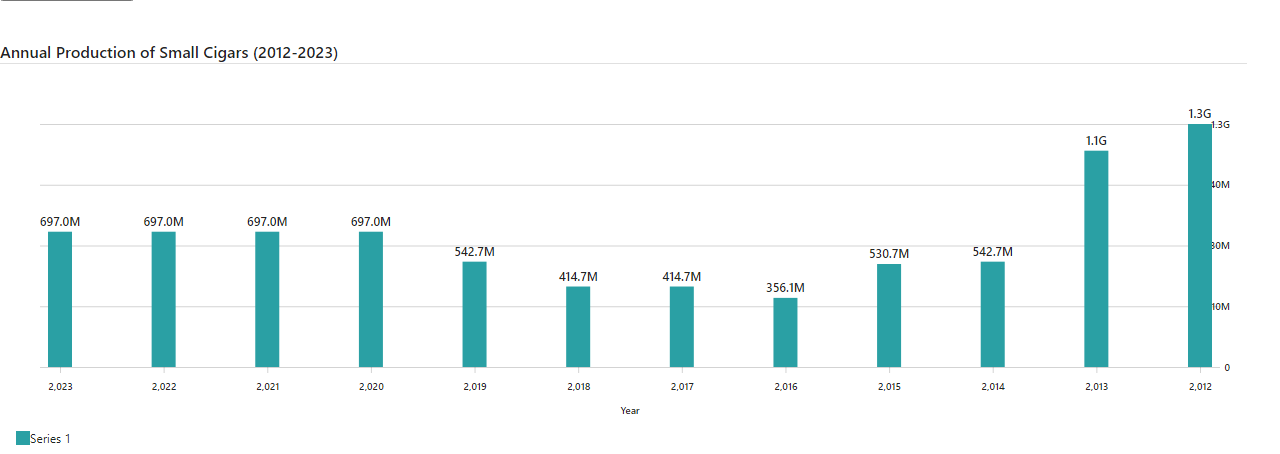 Annual Production of Small Cigars (2012-2023)
1.3G
1.3G
1.1G
40M
697.0M 697.0M 697.0M 697.0M
542.7M 530.7M 542.7M
30M
414.7M 414.7M
356.1M
10M
0
2,023 2,022 2,021 2,020 2,019 2,018 2,017 2,016 2,015 2,014 2,013 2,012
Year
Series 1